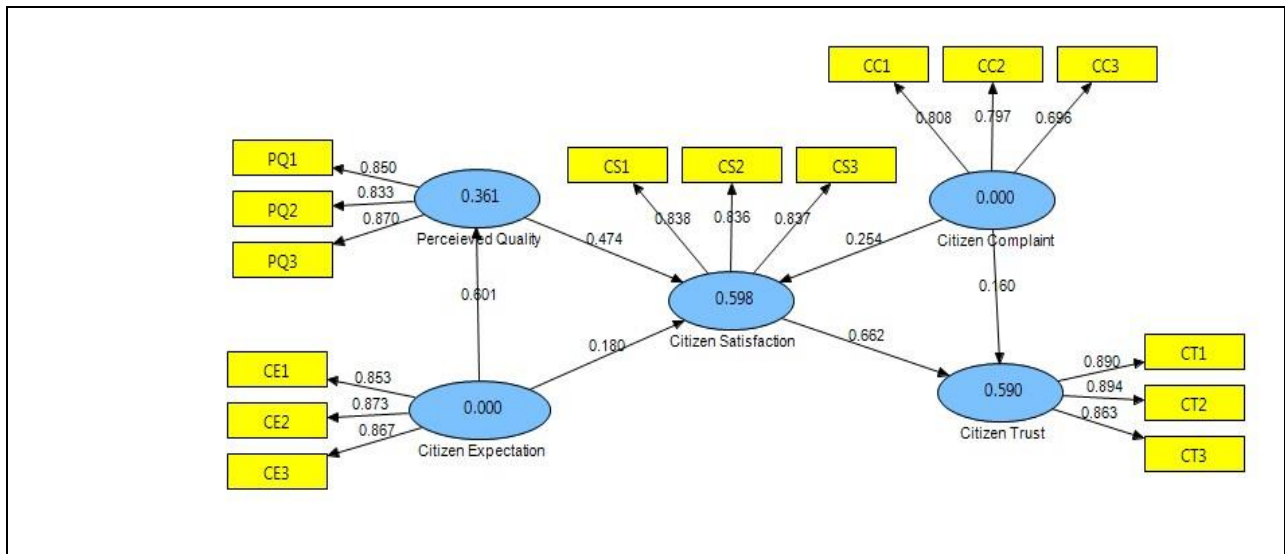 CC1 CC2 CC3
0.808 0.797 0.696
PQ1 0.850
PQ2 0.833
PQ3 0.870
0.361
Perceieved Quality
CS1 CS2 CS3
0.838 0.836 0.837
0.000
Citizen Complaint
0.474
0.254
0.601
0.160
0.598
Citizen Satisfaction
0.180
0.662
CE1 0.853
CE2 0.873
CE3 0.867
0.000
Citizen Expectation
0.590
Citizen Trust
0.890 CT1
0.894 CT2
0.863 CT3